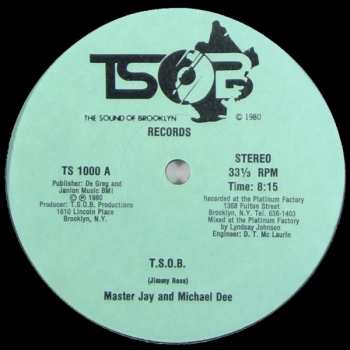 TSOB
THE SOUND OF BROOKLYN
© 1980
RECORDS
TS 1000 A
Publisher: De Greg and
Janion Music BMI
© ℗ 1980
Producer: T.S.O.B. Productions
1610 Lincoln Place
Brooklyn, N.Y.
STEREO
33⅓ RPM
Time: 8:15
Recorded at the Platinum Factory
1368 Fulton Street
Brooklyn, N.Y. Tel. 636-1403
Mixed at the Platinum Factory
by Lyndsay Johnson
Engineer: D. T. Mc Laurin
T.S.O.B.
(Jimmy Ross)
Master Jay and Michael Dee